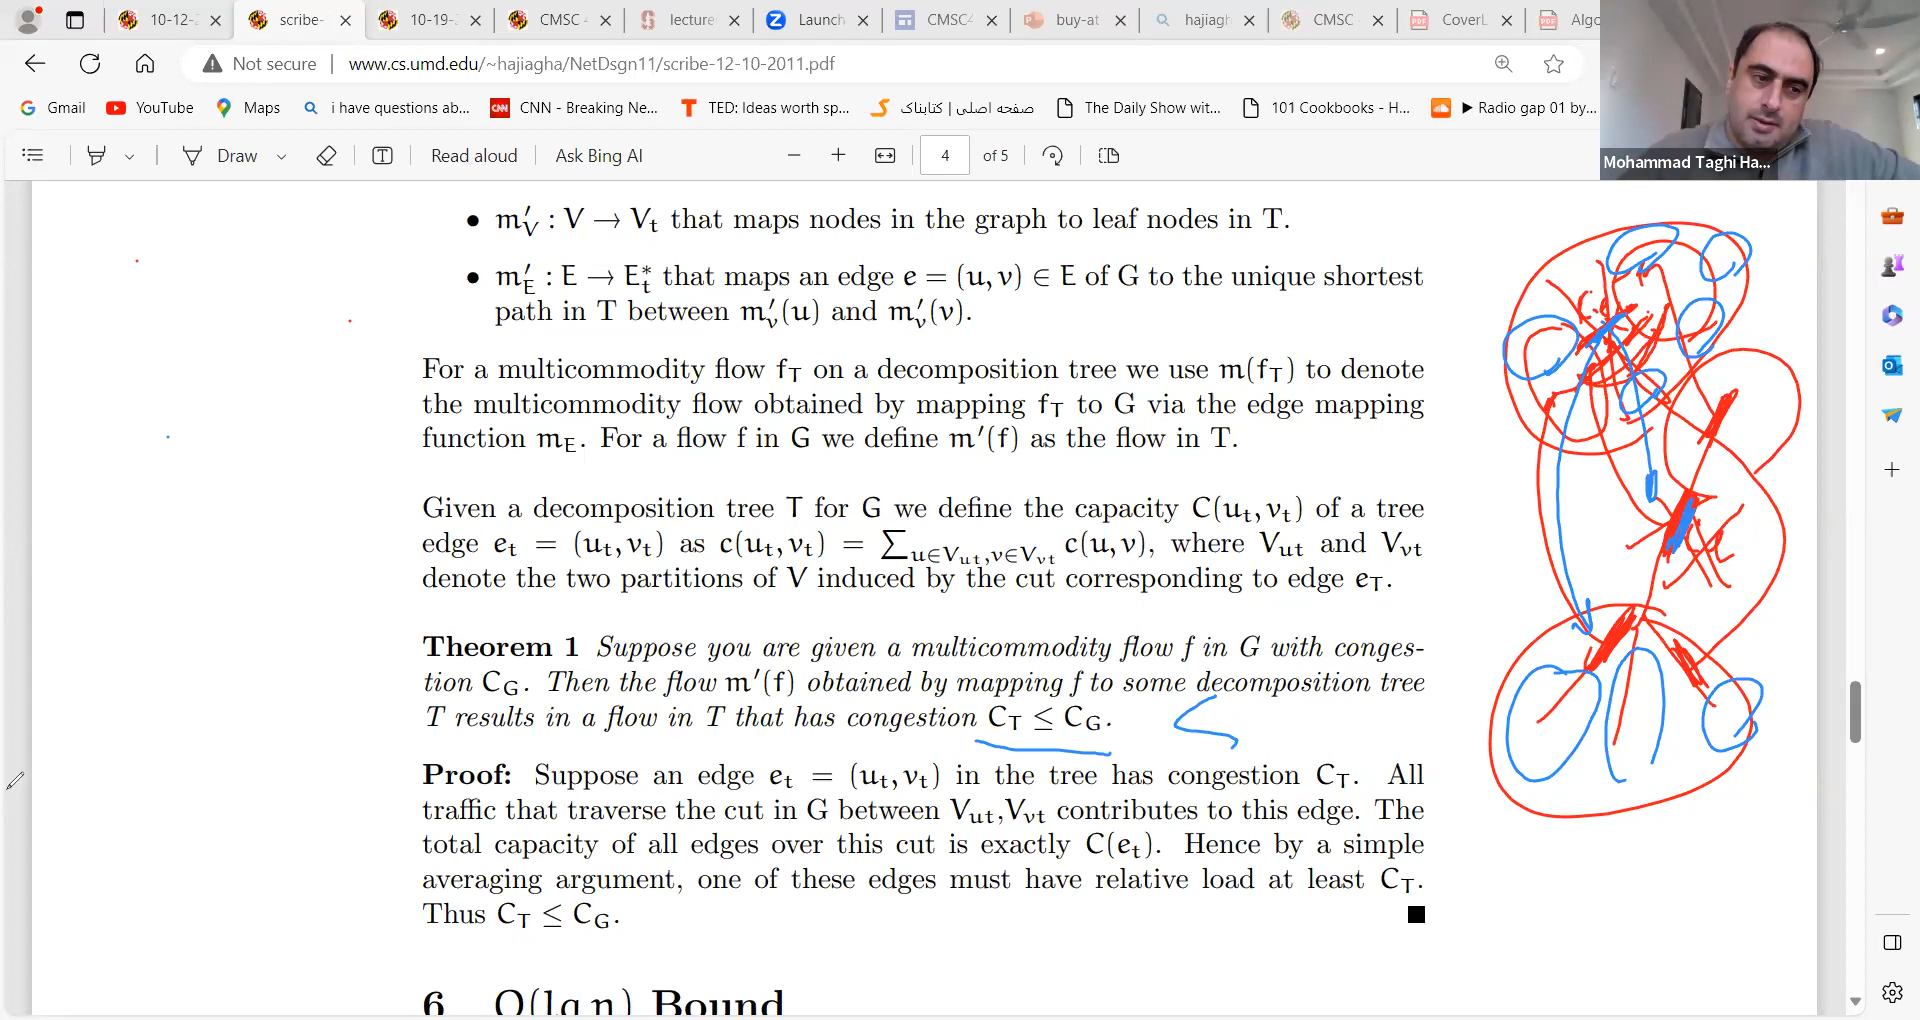 10-12-
scribe-
10-19-
CMSC
lecture
Launch
CMSC
buy-at
hajiagh
CMSC
CoverL
Algo
Not secure
www.cs.umd.edu/~hajiagha/NetDsgn11/scribe-12-10-2011.pdf
Gmail
YouTube
Maps
i have questions ab...
CNN - Breaking Ne...
TED: Ideas worth sp...
صفحه اصلی | کتابناک
The Daily Show wit...
101 Cookbooks - H...
Radio gap 01 by...
Mohammad Taghi Ha...
Draw
Read aloud
Ask Bing AI
4
of 5
• m′_V : V → V_t that maps nodes in the graph to leaf nodes in T.
• m′_E : E → E*_t that maps an edge e = (u, v) ∈ E of G to the unique shortest
path in T between m′_v(u) and m′_v(v).
For a multicommodity flow f_T on a decomposition tree we use m(f_T) to denote
the multicommodity flow obtained by mapping f_T to G via the edge mapping
function m_E. For a flow f in G we define m′(f) as the flow in T.
Given a decomposition tree T for G we define the capacity C(u_t, v_t) of a tree
edge e_t = (u_t, v_t) as c(u_t, v_t) = ∑_{u∈V_{ut},v∈V_{vt}} c(u, v), where V_{ut} and V_{vt}
denote the two partitions of V induced by the cut corresponding to edge e_T.
Theorem 1 Suppose you are given a multicommodity flow f in G with conges-
tion C_G. Then the flow m′(f) obtained by mapping f to some decomposition tree
T results in a flow in T that has congestion C_T ≤ C_G.
Proof: Suppose an edge e_t = (u_t, v_t) in the tree has congestion C_T. All
traffic that traverse the cut in G between V_{ut},V_{vt} contributes to this edge. The
total capacity of all edges over this cut is exactly C(e_t). Hence by a simple
averaging argument, one of these edges must have relative load at least C_T.
Thus C_T ≤ C_G.
6 O(lg n) Bound